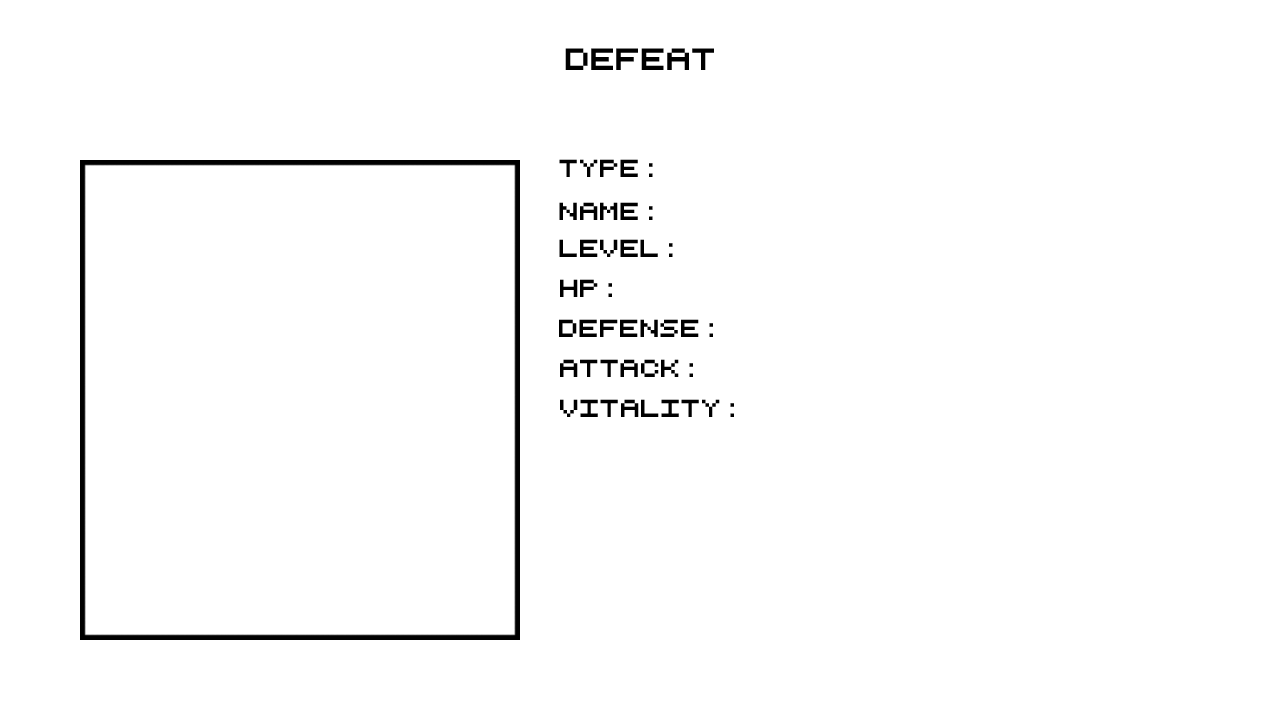 DEFEAT
TYPE :
NAME :
LEVEL :
HP :
DEFENSE :
ATTACK :
VITALITY :